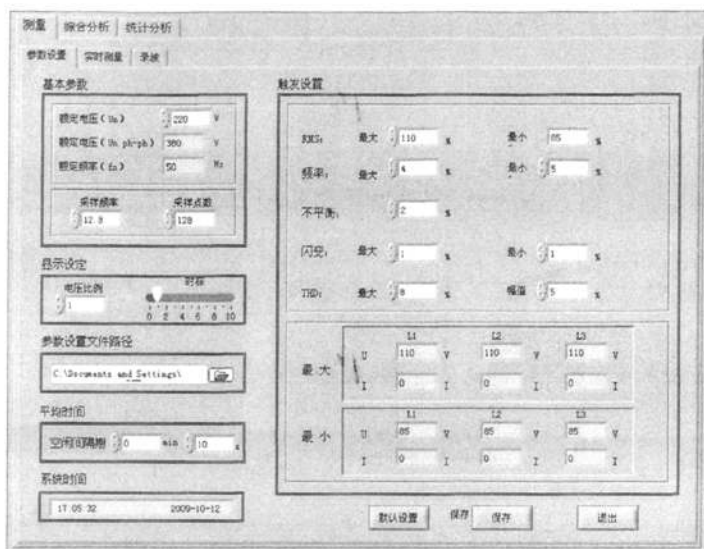 测量 综合分析 统计分析
参数设置 实时测量 录波
基本参数
额定电压(Un) 220 V
额定电压(Un ph-ph) 380 V
额定频率(fn) 50 Hz
采样频率 采样点数
12.8 128
显示设定
电压比例 时标
1
0 2 4 6 8 10
参数设置文件路径
C:\Documents and Settings\
平均时间
空闲间隔期 0 min 10 s
系统时间
17:05:32 2009-10-12
触发设置
RMS: 最大 110 % 最小 85 %
频率: 最大 4 % 最小 5 %
不平衡: 2 %
闪变: 最大 1 % 最小 1 %
THD: 最大 8 % 幅值 5 %
L1 L2 L3
最大 U 110 V 110 V 110 V
I 0 I 0 I 0 I
L1 L2 L3
最小 U 85 V 85 V 85 V
I 0 I 0 I 0 I
默认设置 保存 保存 退出